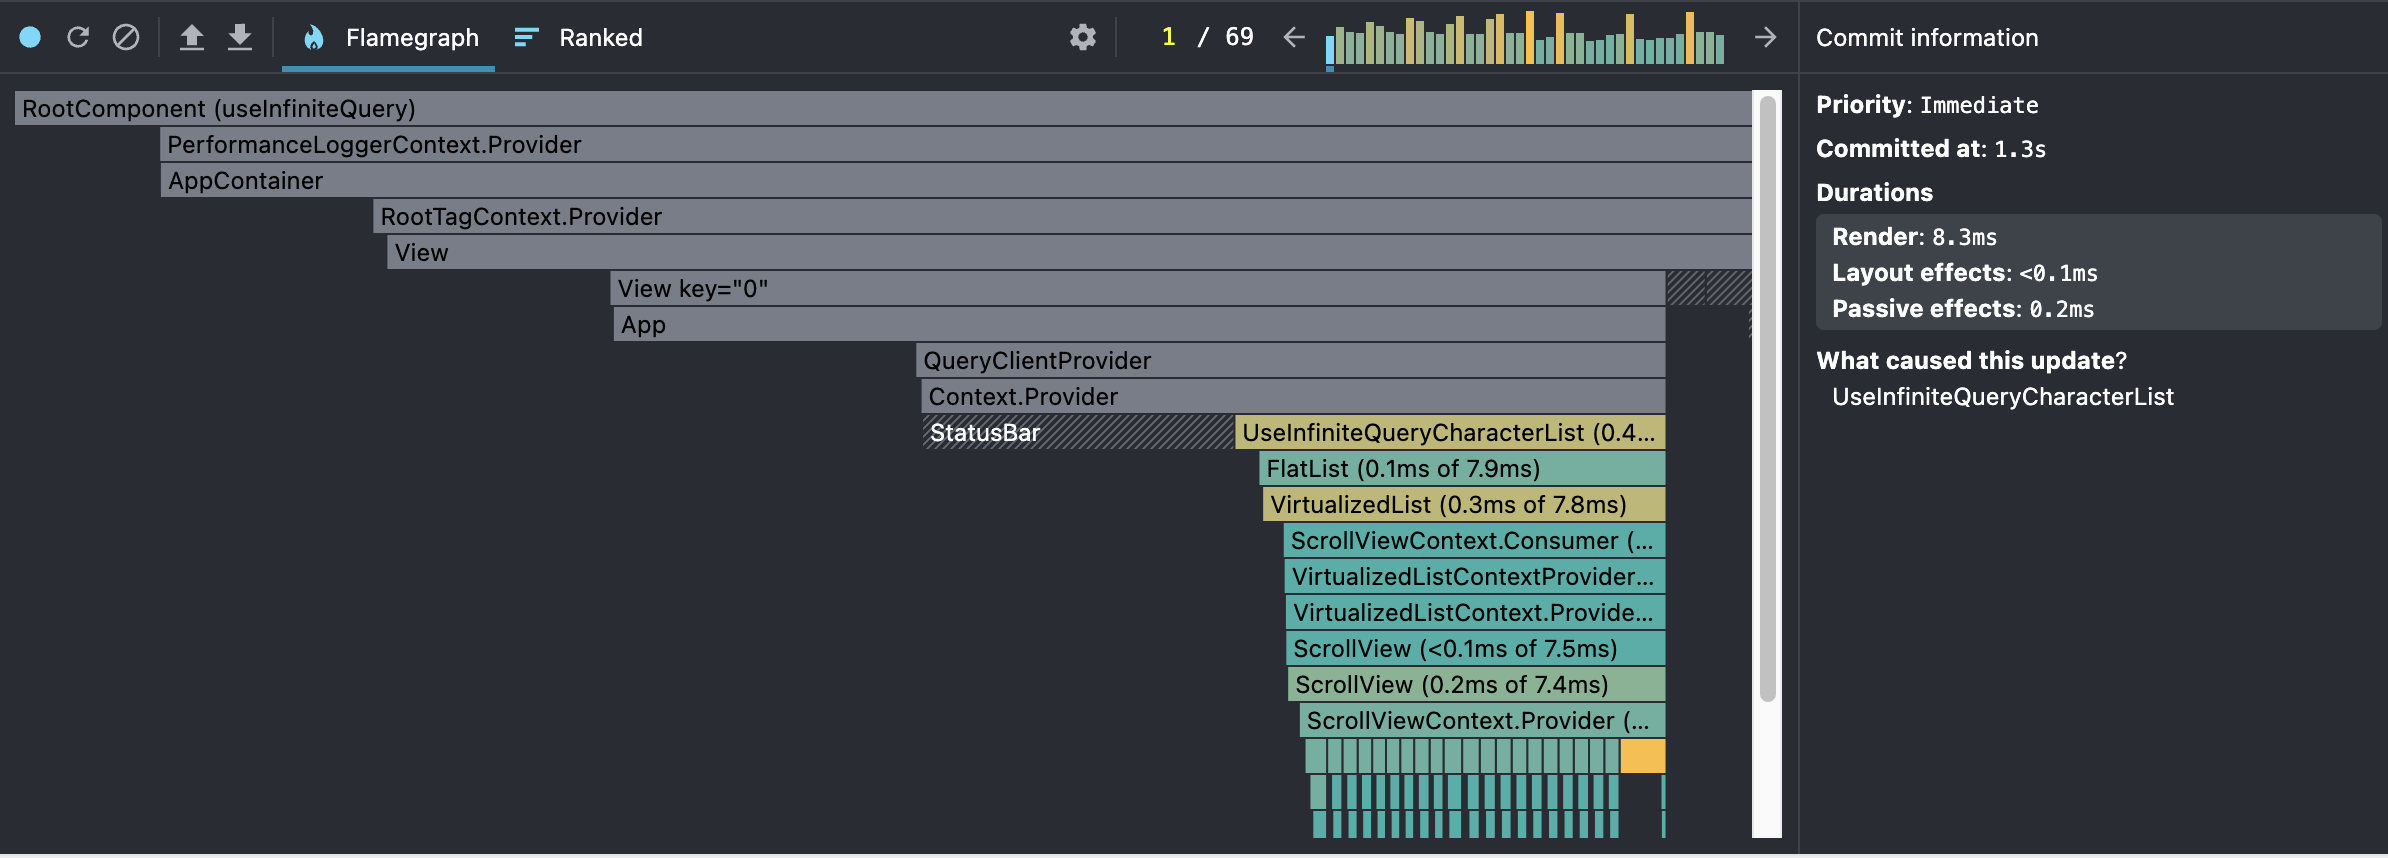 Flamegraph
Ranked
1 / 69
Commit information
RootComponent (useInfiniteQuery)
PerformanceLoggerContext.Provider
AppContainer
RootTagContext.Provider
View
View key="0"
App
QueryClientProvider
Context.Provider
StatusBar
UseInfiniteQueryCharacterList (0.4...
FlatList (0.1ms of 7.9ms)
VirtualizedList (0.3ms of 7.8ms)
ScrollViewContext.Consumer (...
VirtualizedListContextProvider...
VirtualizedListContext.Provide...
ScrollView (<0.1ms of 7.5ms)
ScrollView (0.2ms of 7.4ms)
ScrollViewContext.Provider (...
Priority: Immediate
Committed at: 1.3s
Durations
Render: 8.3ms
Layout effects: <0.1ms
Passive effects: 0.2ms
What caused this update?
UseInfiniteQueryCharacterList